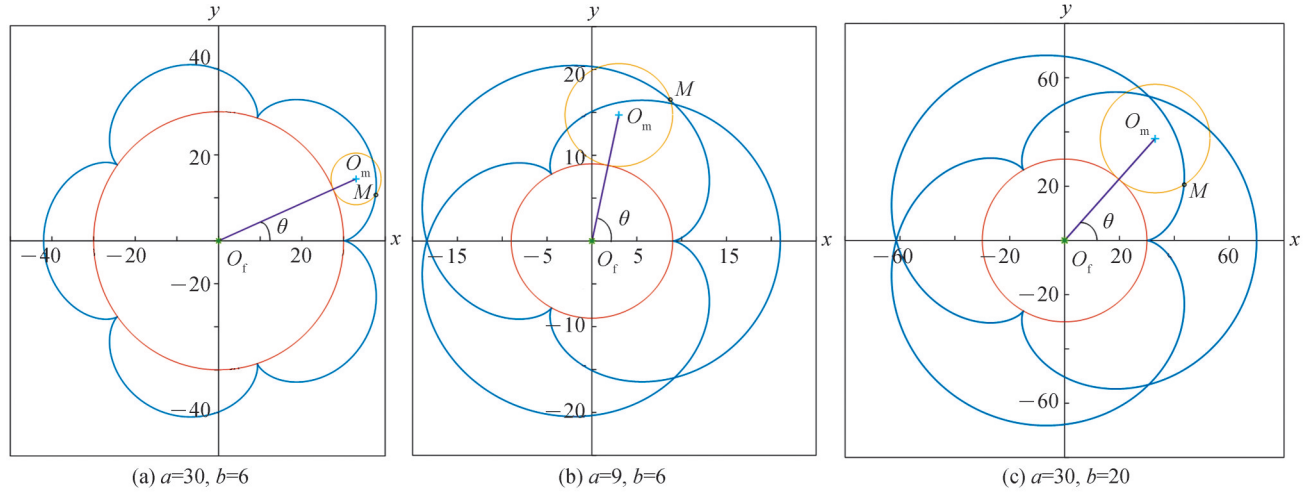 y
40
20
O_m
M
θ
x
−40
−20
O_f
20
−20
−40
(a) a=30, b=6
y
20
M
O_m
10
θ
x
−15
−5
O_f
5
15
−10
−20
(b) a=9, b=6
y
60
O_m
20
M
θ
x
−60
−20
O_f
20
60
−20
−60
(c) a=30, b=20